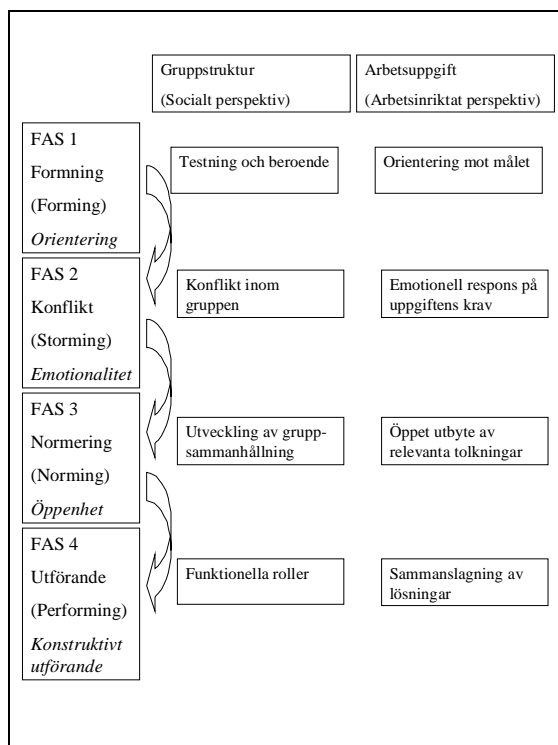 Gruppstruktur
(Socialt perspektiv)
Arbetsuppgift
(Arbetsinriktat perspektiv)
FAS 1
Formning
(Forming)
Orientering
Testning och beroende
Orientering mot målet
FAS 2
Konflikt
(Storming)
Emotionalitet
Konflikt inom
gruppen
Emotionell respons på
uppgiftens krav
FAS 3
Normering
(Norming)
Öppenhet
Utveckling av grupp-
sammanhållning
Öppet utbyte av
relevanta tolkningar
FAS 4
Utförande
(Performing)
Konstruktivt
utförande
Funktionella roller
Sammanslagning av
lösningar